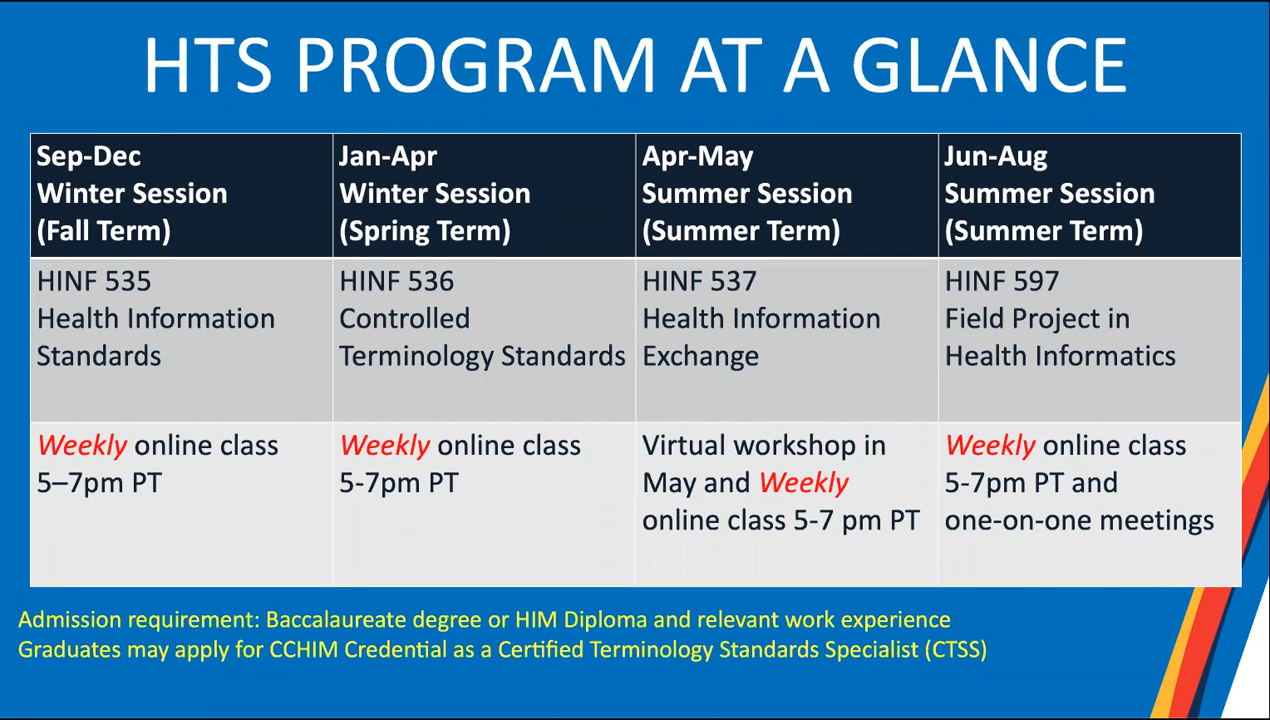 HTS PROGRAM AT A GLANCE
Sep-Dec
Winter Session
(Fall Term)
Jan-Apr
Winter Session
(Spring Term)
Apr-May
Summer Session
(Summer Term)
Jun-Aug
Summer Session
(Summer Term)
HINF 535
Health Information
Standards
HINF 536
Controlled
Terminology Standards
HINF 537
Health Information
Exchange
HINF 597
Field Project in
Health Informatics
Weekly online class
5–7pm PT
Weekly online class
5-7pm PT
Virtual workshop in
May and Weekly
online class 5-7 pm PT
Weekly online class
5-7pm PT and
one-on-one meetings
Admission requirement: Baccalaureate degree or HIM Diploma and relevant work experience
Graduates may apply for CCHIM Credential as a Certified Terminology Standards Specialist (CTSS)